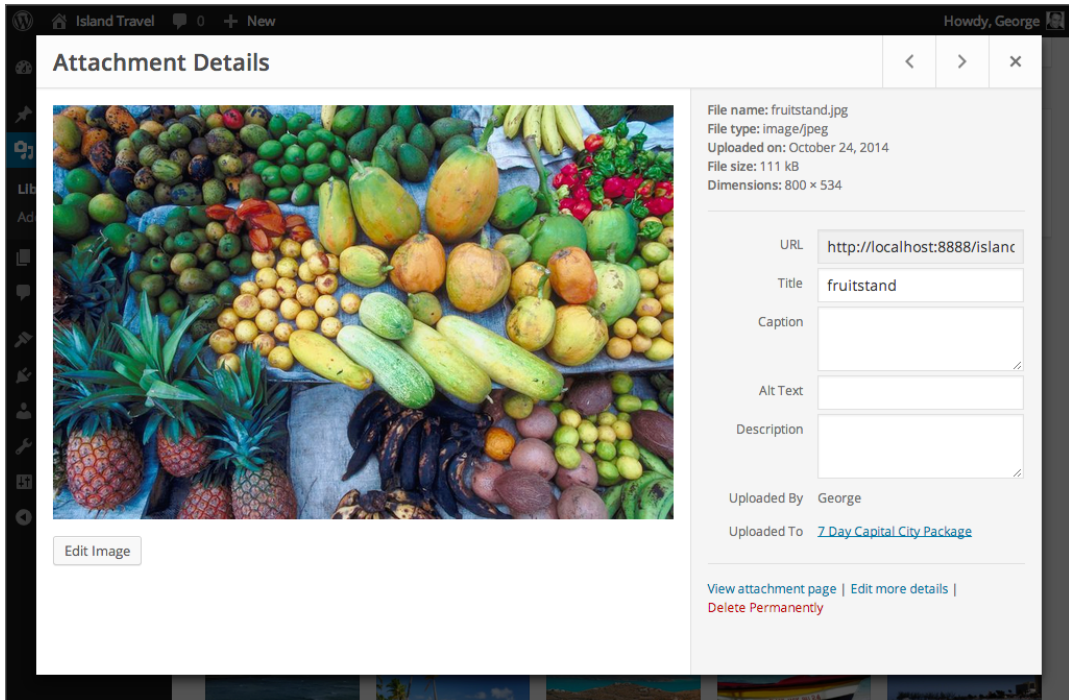 Island Travel 0 + New Howdy, George
Attachment Details
File name: fruitstand.jpg
File type: image/jpeg
Uploaded on: October 24, 2014
File size: 111 kB
Dimensions: 800 × 534
URL http://localhost:8888/islanc
Title fruitstand
Caption
Alt Text
Description
Uploaded By George
Uploaded To 7 Day Capital City Package
Edit Image
View attachment page | Edit more details |
Delete Permanently
Lib
Ad